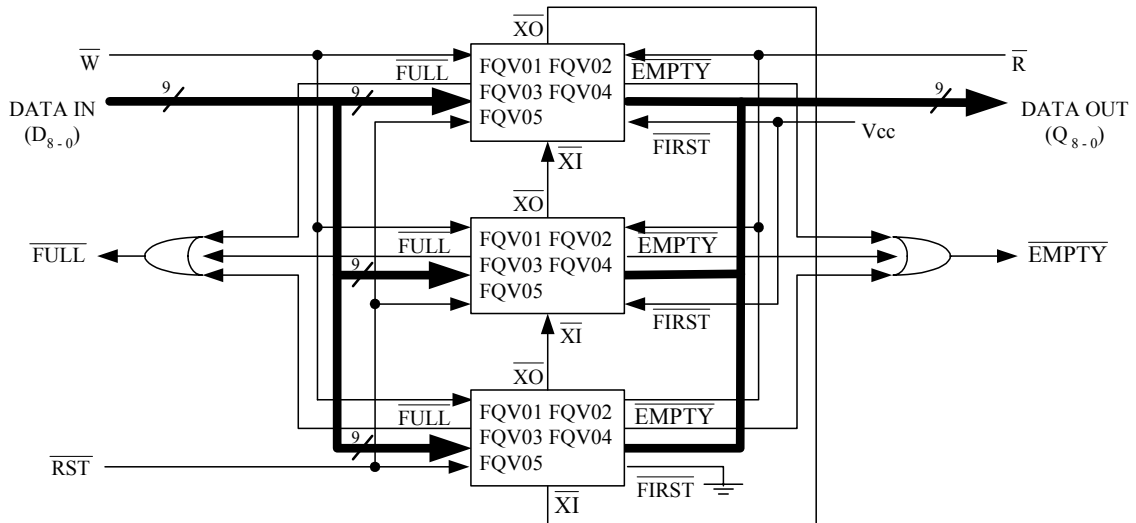 XO
W
R
FULL
FQV01 FQV02
EMPTY
9
9
FQV03 FQV04
9
DATA IN
(D8-0)
FQV05
Vcc
DATA OUT
(Q8-0)
FIRST
XI
XO
FULL
FQV01 FQV02
EMPTY
FULL
9
FQV03 FQV04
EMPTY
FQV05
FIRST
XI
XO
FULL
FQV01 FQV02
EMPTY
9
FQV03 FQV04
RST
FQV05
FIRST
XI